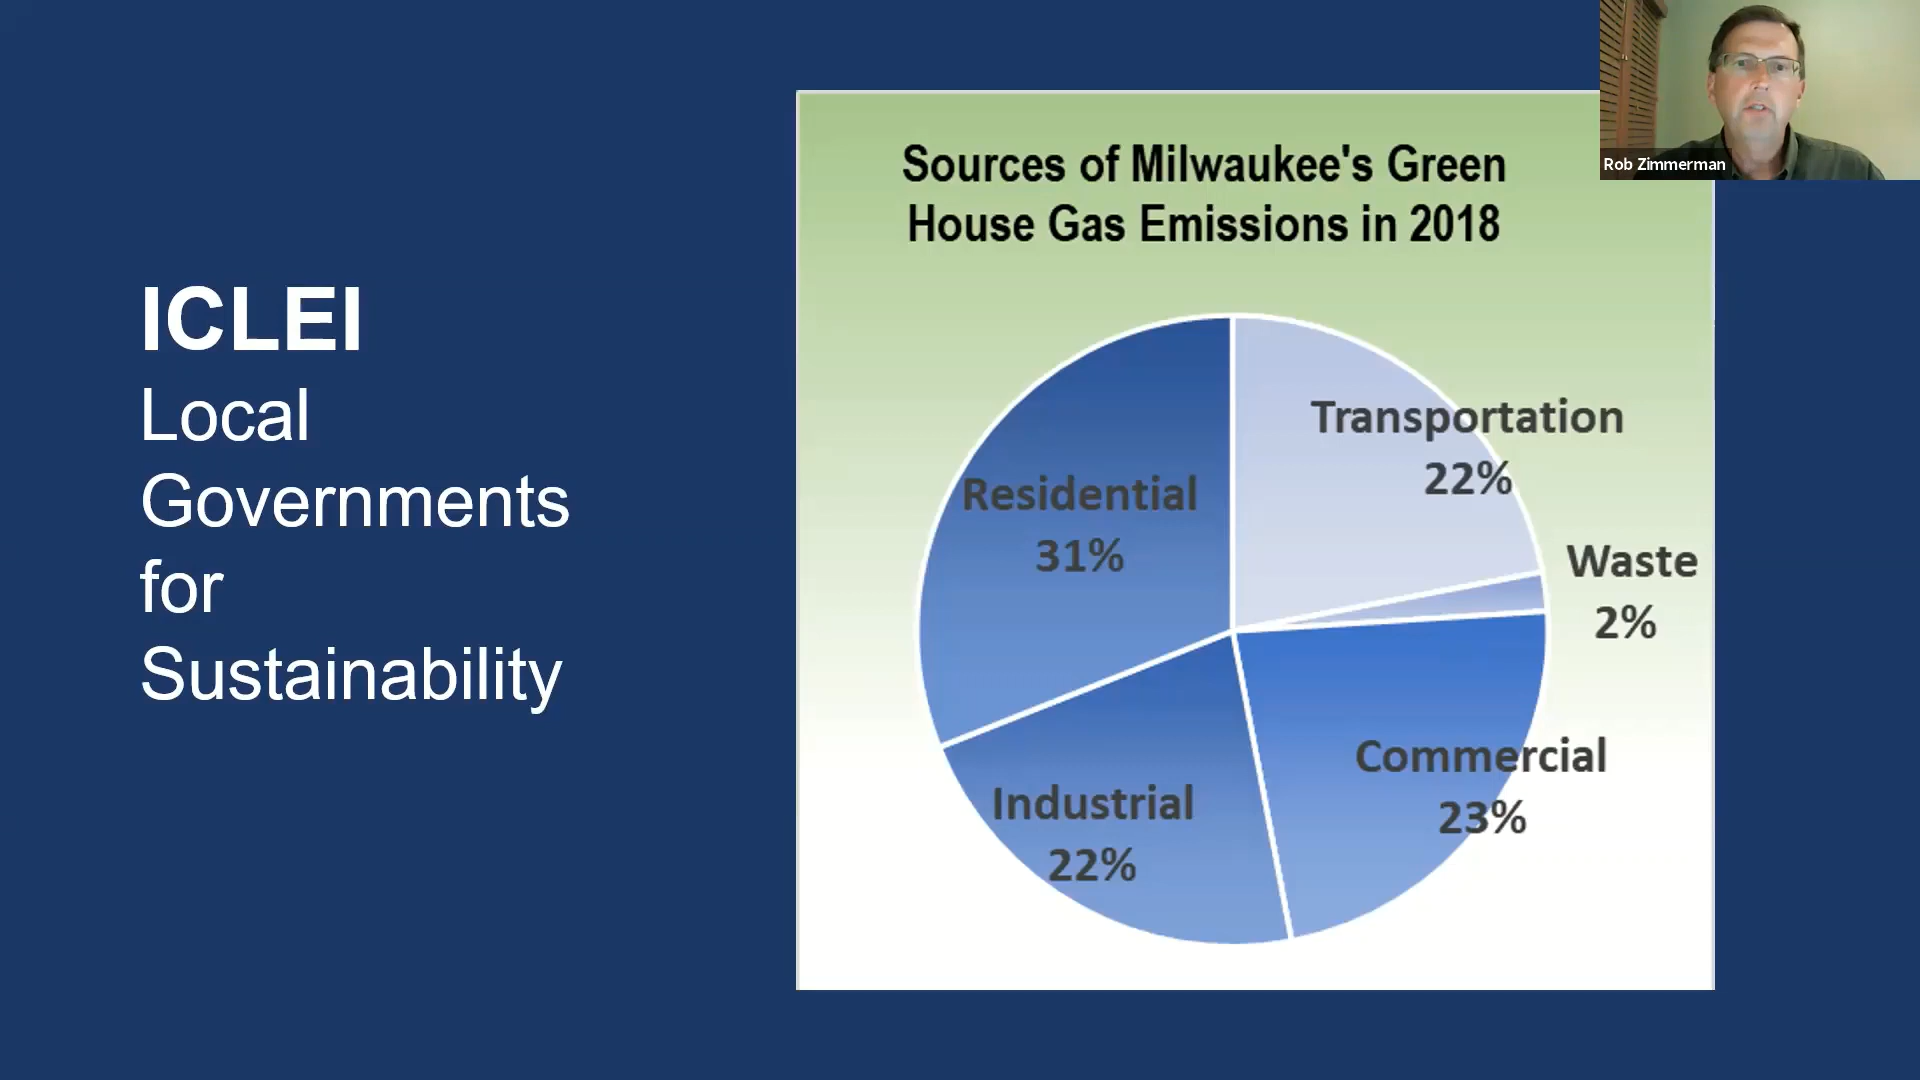 Rob Zimmerman
ICLEI
Local
Governments
for
Sustainability
Sources of Milwaukee's Green
House Gas Emissions in 2018
Transportation
22%
Waste
2%
Commercial
23%
Industrial
22%
Residential
31%